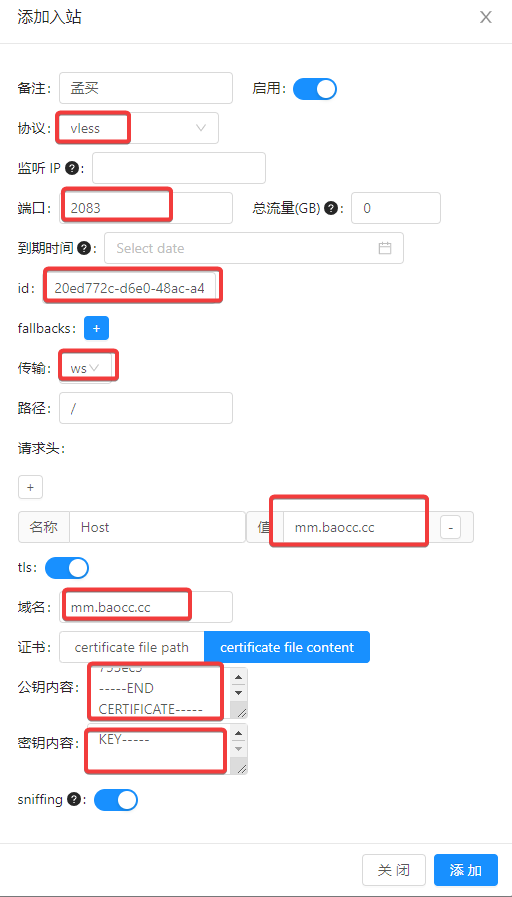 添加入站
备注: 孟买 启用:
协议: vless
监听 IP ?:
端口: 2083 总流量(GB) ?: 0
到期时间 ?: Select date
id: 20ed772c-d6e0-48ac-a4
fallbacks: +
传输: ws
路径: /
请求头:
+
名称 Host 值 mm.baocc.cc -
tls:
域名: mm.baocc.cc
证书: certificate file path certificate file content
公钥内容: -----END
CERTIFICATE-----
密钥内容: KEY-----
sniffing ?:
关 闭 添 加